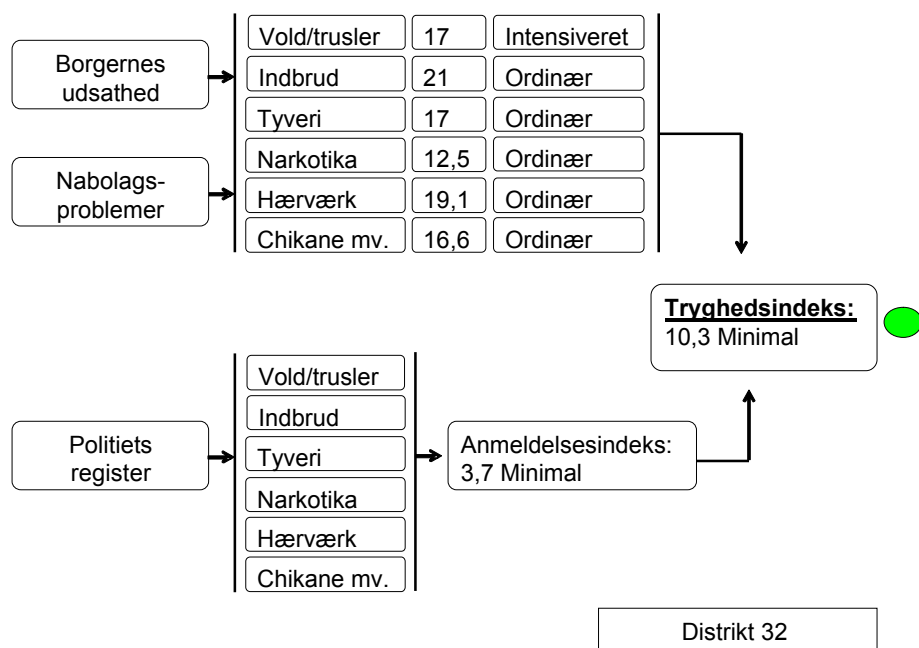 Borgernes
udsathed
Nabolags-
problemer
Vold/trusler 17 Intensiveret
Indbrud 21 Ordinær
Tyveri 17 Ordinær
Narkotika 12,5 Ordinær
Hærværk 19,1 Ordinær
Chikane mv. 16,6 Ordinær
Tryghedsindeks:
10,3 Minimal
Politiets
register
Vold/trusler
Indbrud
Tyveri
Narkotika
Hærværk
Chikane mv.
Anmeldelsesindeks:
3,7 Minimal
Distrikt 32